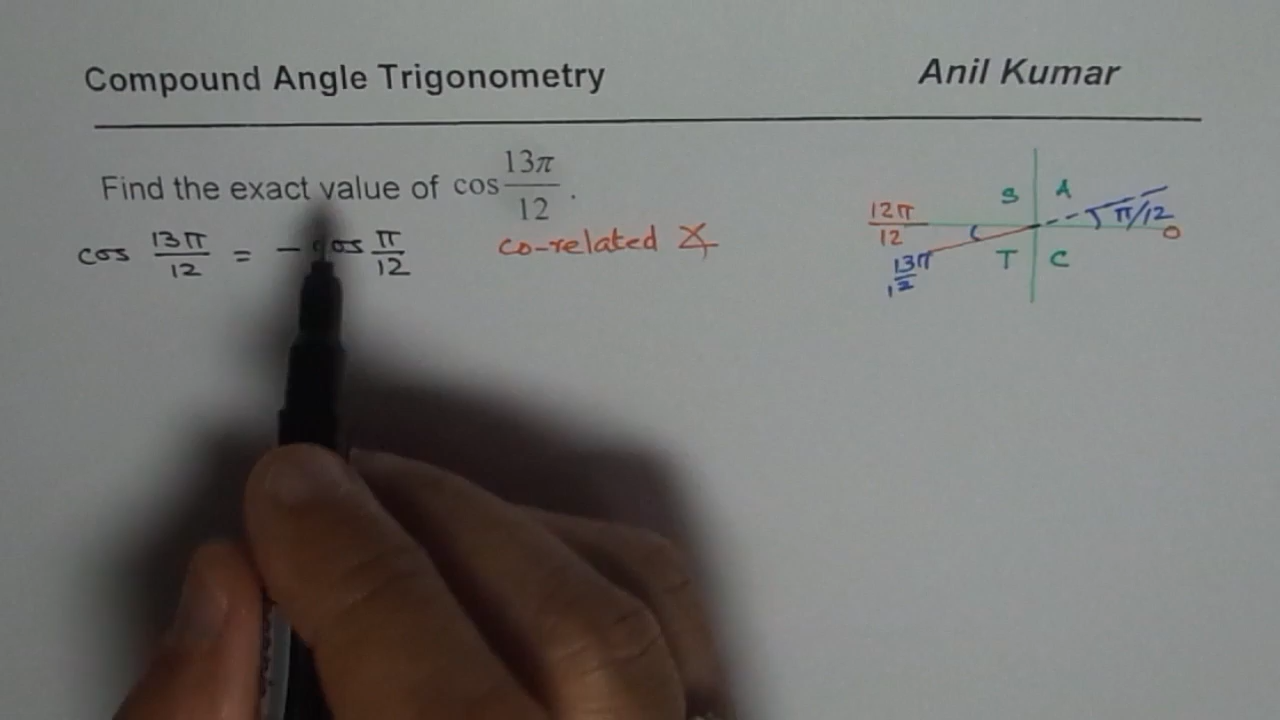 Compound Angle Trigonometry
Anil Kumar
Find the exact value of cos 13π/12 .
cos 13π/12 = - cos π/12
co-related ∡
S A
12π/12
π/12
O
T C
13π/12